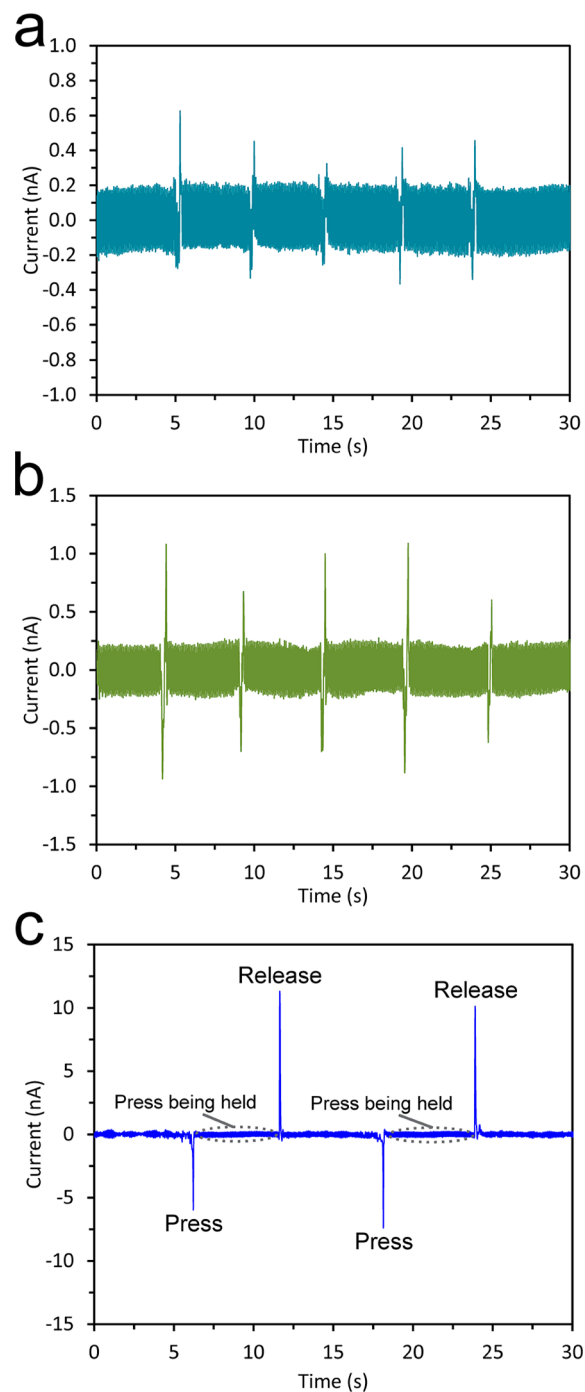 a
1.0
0.8
0.6
0.4
0.2
0.0
-0.2
-0.4
-0.6
-0.8
-1.0
Current (nA)
0 5 10 15 20 25 30
Time (s)
b
1.5
1.0
0.5
0.0
-0.5
-1.0
-1.5
Current (nA)
0 5 10 15 20 25 30
Time (s)
c
15
10
5
0
-5
-10
-15
Current (nA)
Release
Release
Press being held
Press being held
Press
Press
0 5 10 15 20 25 30
Time (s)